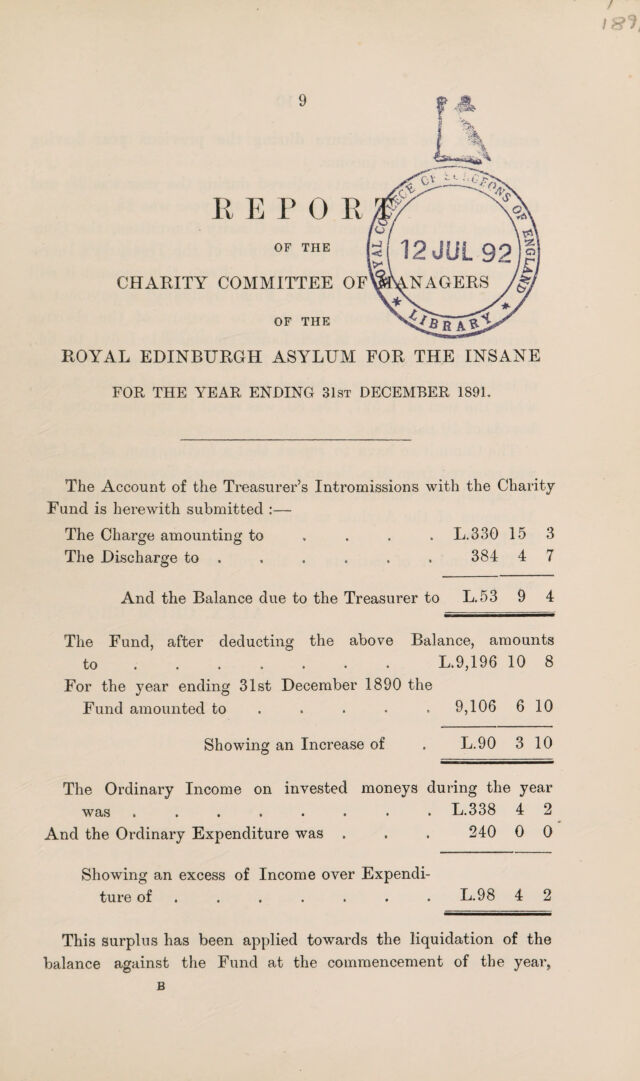 189
9
REPORT
OF THE
CHARITY COMMITTEE OF MANAGERS
OF THE
ROYAL EDINBURGH ASYLUM FOR THE INSANE
FOR THE YEAR ENDING 31ST DECEMBER 1891.
ROYAL COLLEGE OF SURGEONS OF ENGLAND
12 JUL 92
* LIBRARY *
The Account of the Treasurer's Intromissions with the Charity
Fund is herewith submitted :—
The Charge amounting to . . . . L.330 15 3
The Discharge to . . . . . . 384 4 7
And the Balance due to the Treasurer to L.53 9 4
The Fund, after deducting the above Balance, amounts
to . . . . . . . . L.9,196 10 8
For the year ending 31st December 1890 the
Fund amounted to . . . . . 9,106 6 10
Showing an Increase of . L.90 3 10
The Ordinary Income on invested moneys during the year
was . . . . . . . . L.338 4 2
And the Ordinary Expenditure was . . . 240 0 0
Showing an excess of Income over Expendi-
ture of . . . . . . . L.98 4 2
This surplus has been applied towards the liquidation of the
balance against the Fund at the commencement of the year,
B